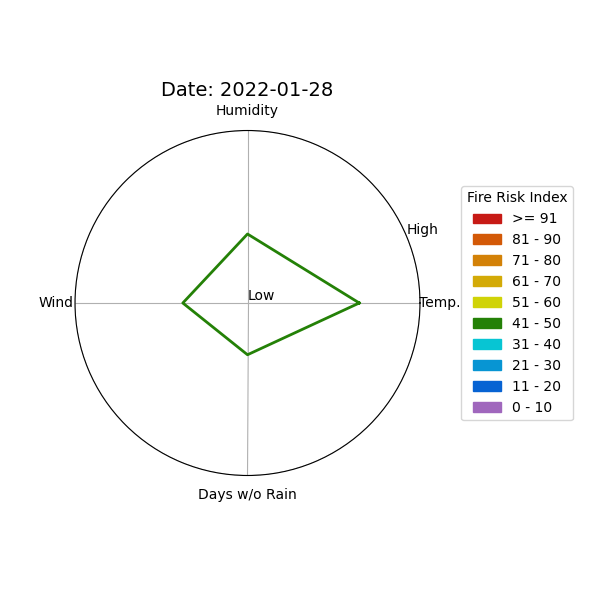 Date: 2022-01-28
Humidity
High
Low
Wind
Temp.
Days w/o Rain
Fire Risk Index
>= 91
81 - 90
71 - 80
61 - 70
51 - 60
41 - 50
31 - 40
21 - 30
11 - 20
0 - 10